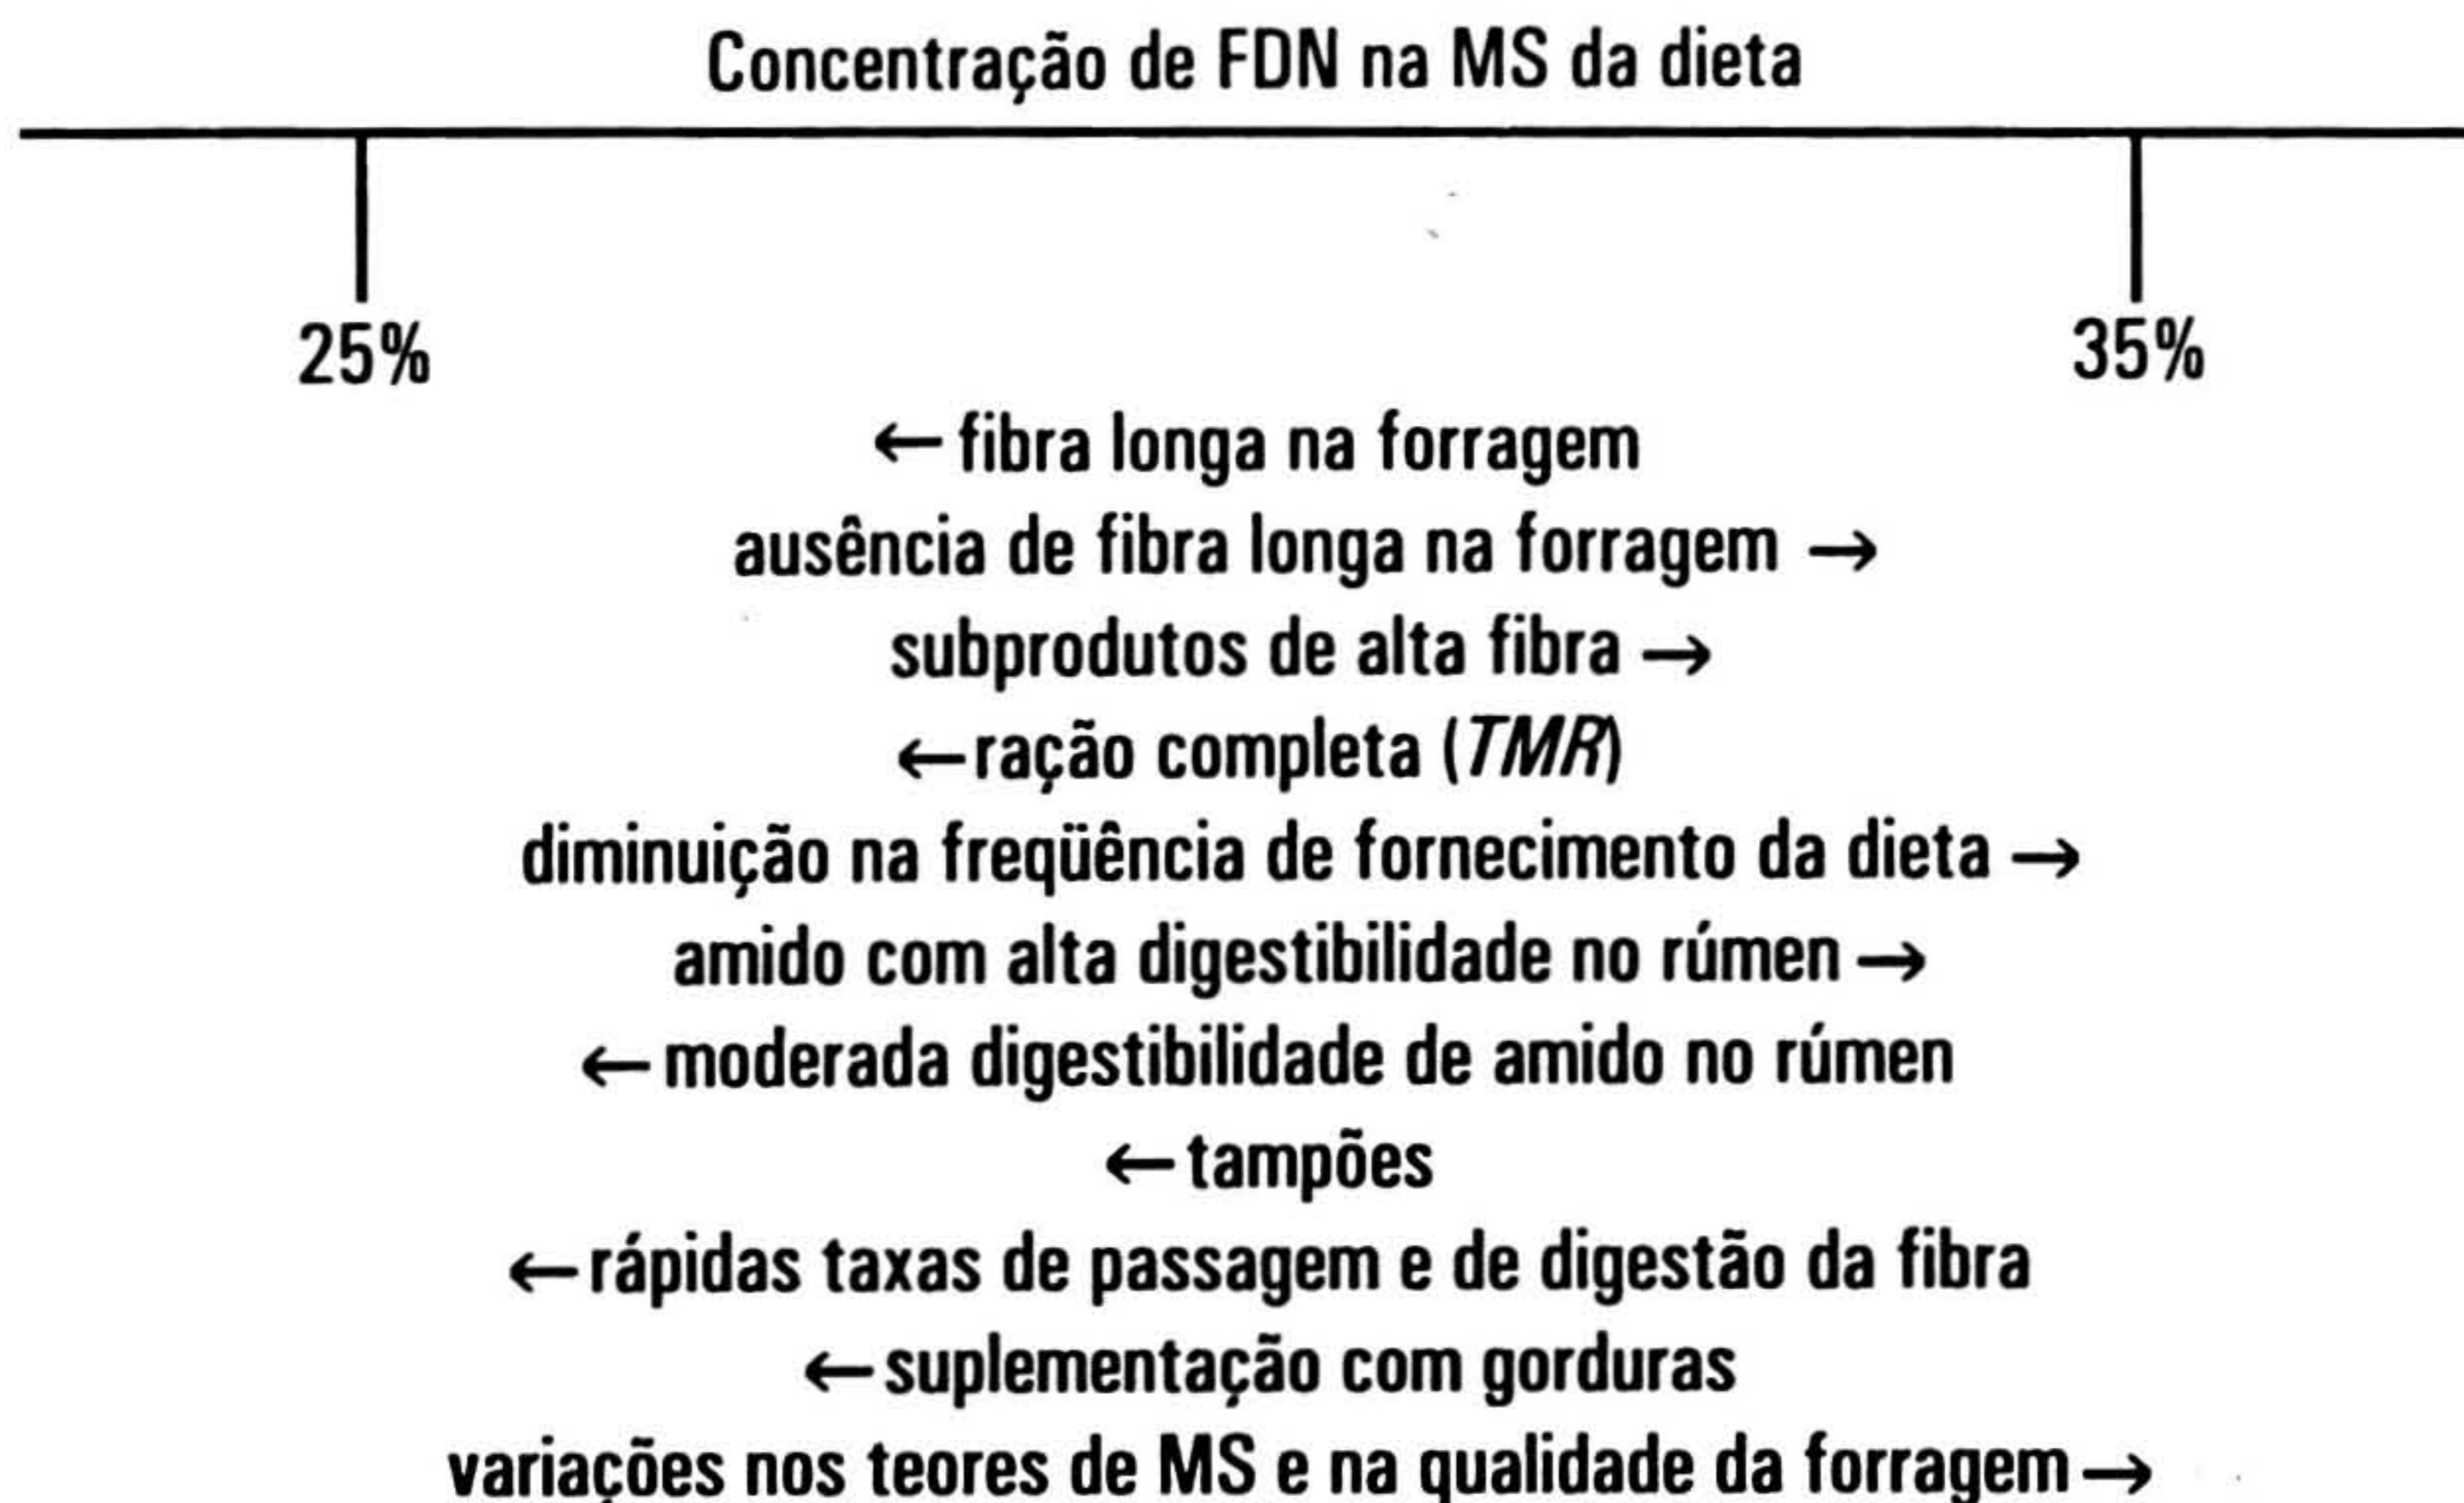 Concentração de FDN na MS da dieta
25% 35%
← fibra longa na forragem
ausência de fibra longa na forragem →
subprodutos de alta fibra →
← ração completa (TMR)
diminuição na freqüência de fornecimento da dieta →
amido com alta digestibilidade no rúmen →
← moderada digestibilidade de amido no rúmen
← tampões
← rápidas taxas de passagem e de digestão da fibra
← suplementação com gorduras
variações nos teores de MS e na qualidade da forragem →